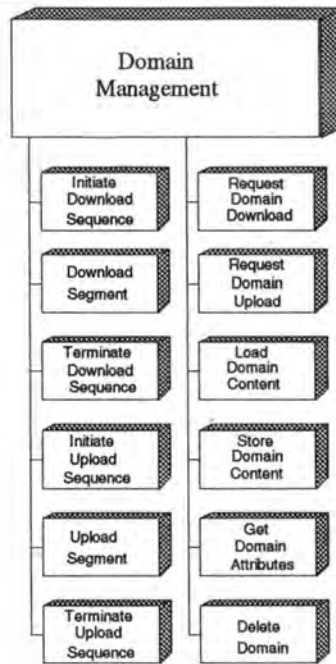 Domain
Management
Initiate
Download
Sequence
Request
Domain
Download
Download
Segment
Request
Domain
Upload
Terminate
Download
Sequence
Load
Domain
Content
Initiate
Upload
Sequence
Store
Domain
Content
Upload
Segment
Get
Domain
Attributes
Terminate
Upload
Sequence
Delete
Domain